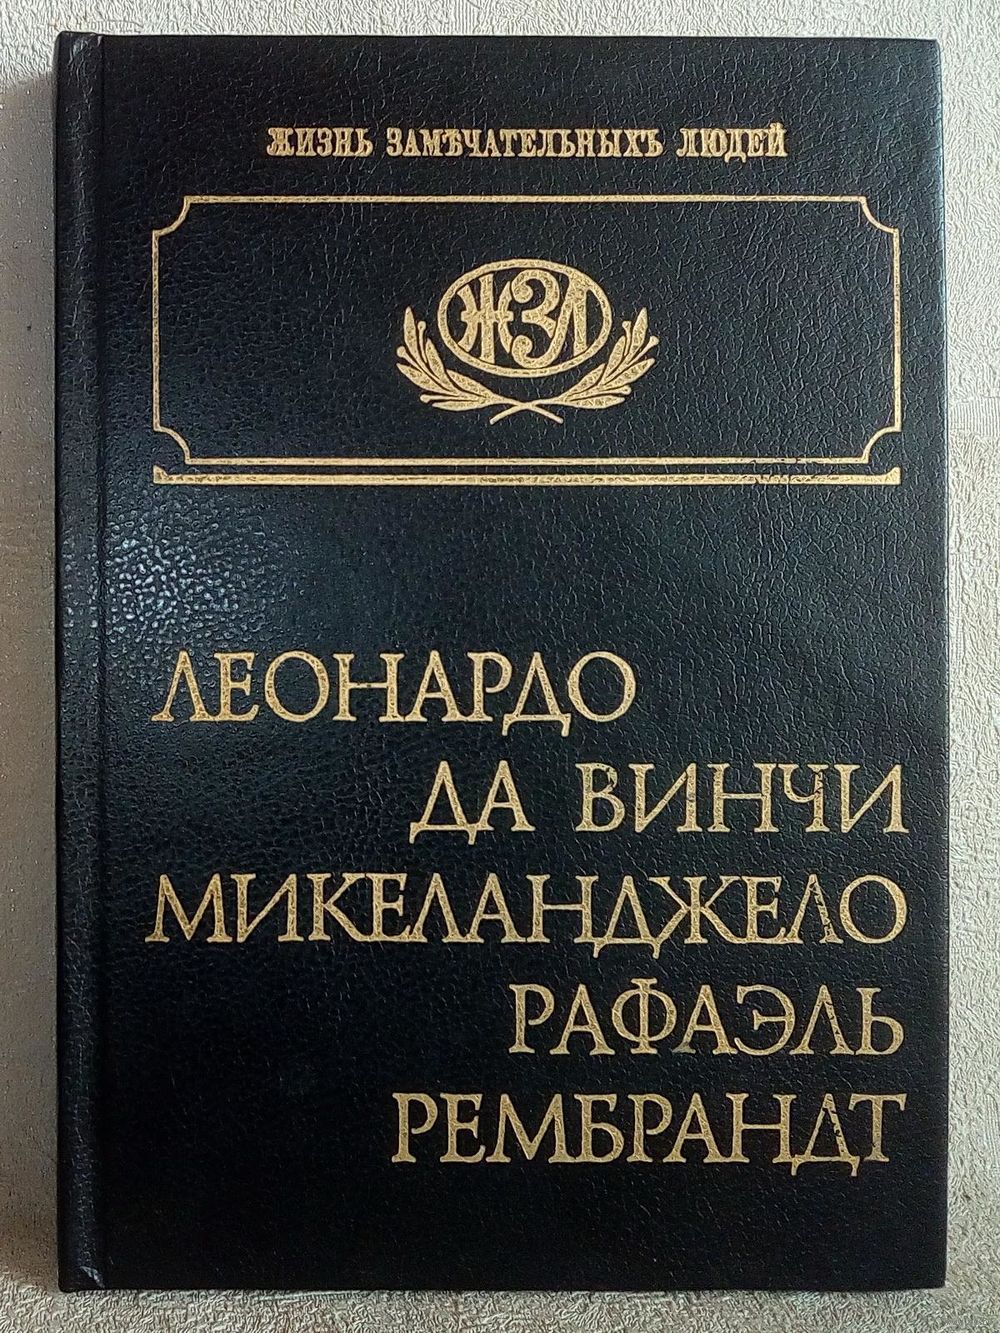 ЖИЗНЬ ЗАМѢЧАТЕЛЬНЫХЪ ЛЮДЕЙ
ЖЗЛ
ЛЕОНАРДО
ДА ВИНЧИ
МИКЕЛАНДЖЕЛО
РАФАЭЛЬ
РЕМБРАНДТ